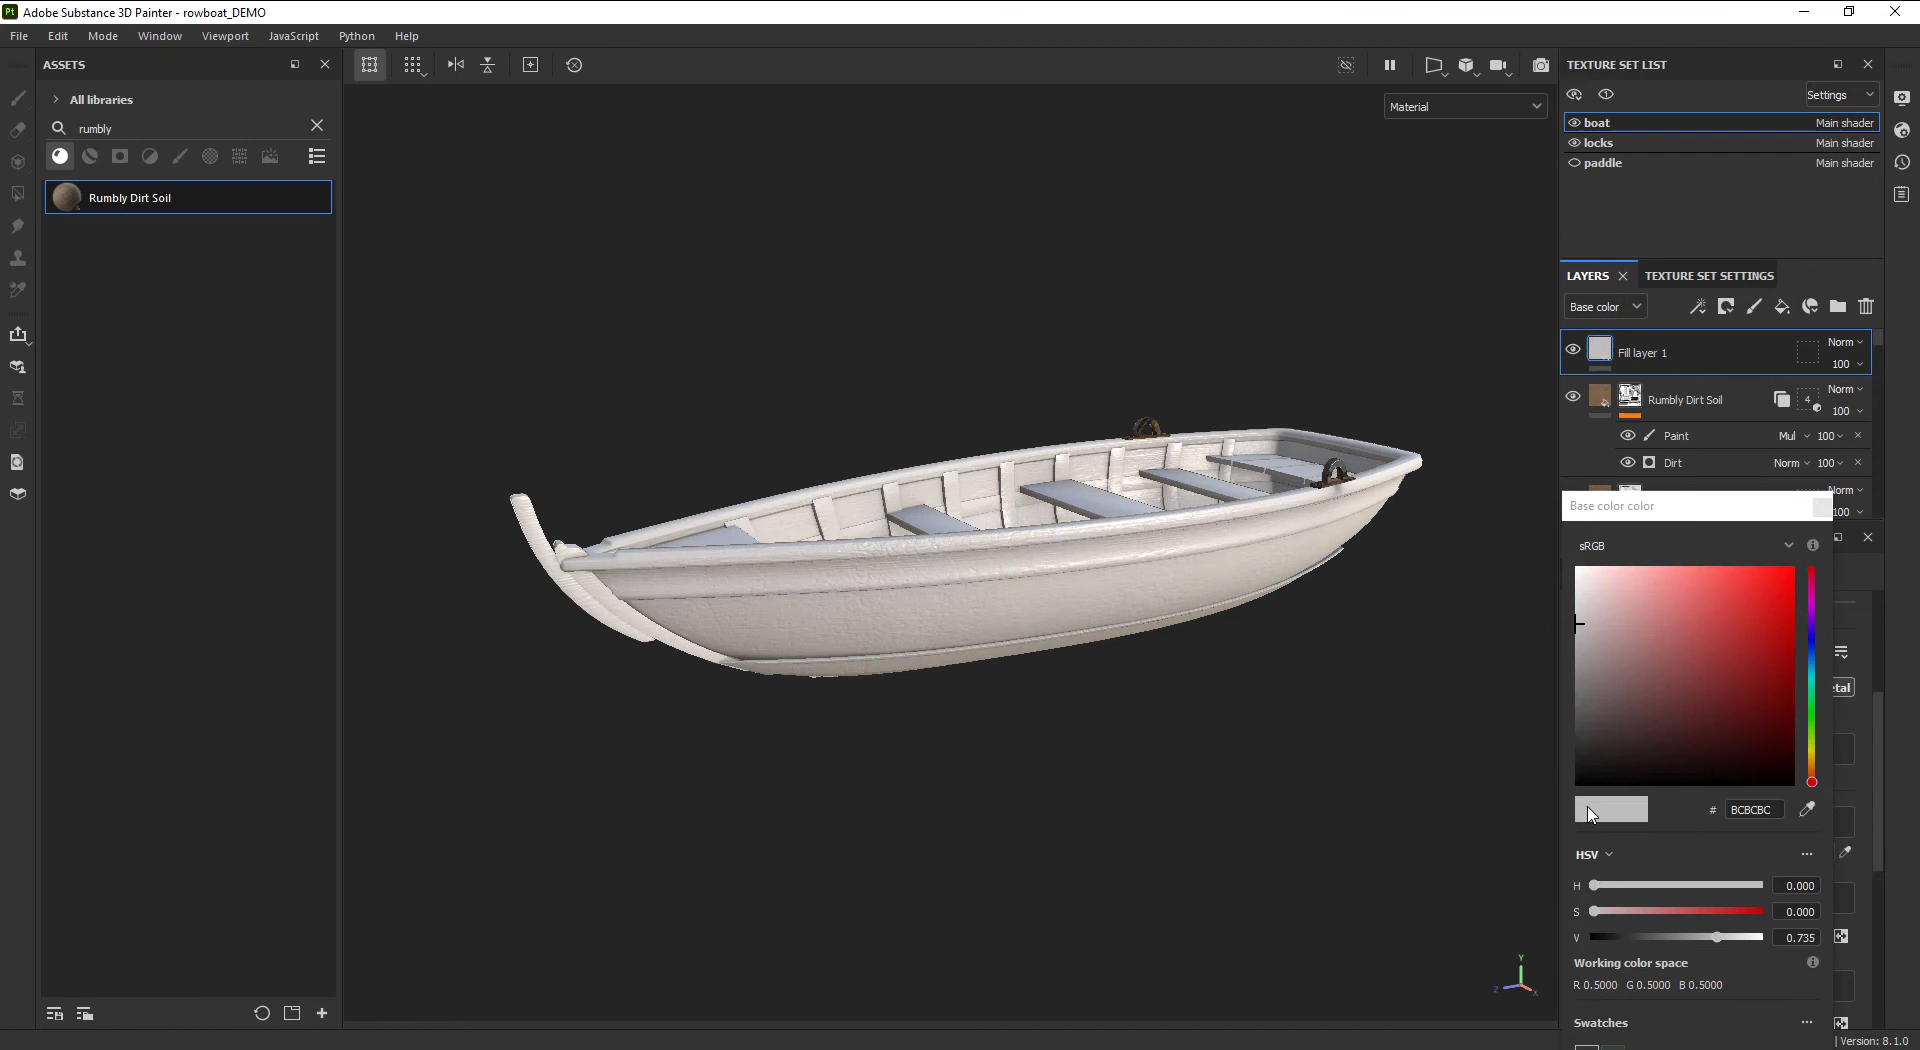 Pt Adobe Substance 3D Painter - rowboat_DEMO
File Edit Mode Window Viewport JavaScript Python Help
ASSETS
All libraries
rumbly
Rumbly Dirt Soil
Material
Y
Z
X
TEXTURE SET LIST
Settings
boat Main shader
locks Main shader
paddle Main shader
LAYERS TEXTURE SET SETTINGS
Base color
Fill layer 1 Norm
100
Rumbly Dirt Soil 4 Norm
100
Paint Mul 100
Dirt Norm 100
Norm
100
Base color color
sRGB
etal
# BCBCBC
HSV
H 0.000
S 0.000
V 0.735
Working color space
R 0.5000 G 0.5000 B 0.5000
Swatches
| Version: 8.1.0